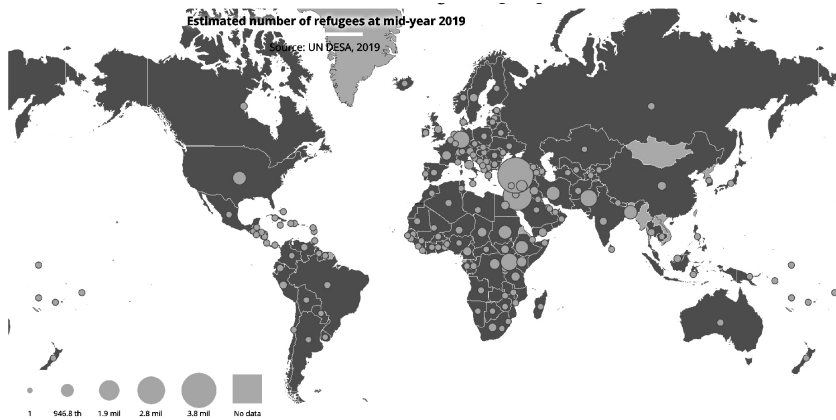 Estimated number of refugees at mid-year 2019
Source: UN DESA, 2019
1 946.8 th 1.9 mil 2.8 mil 3.8 mil No data